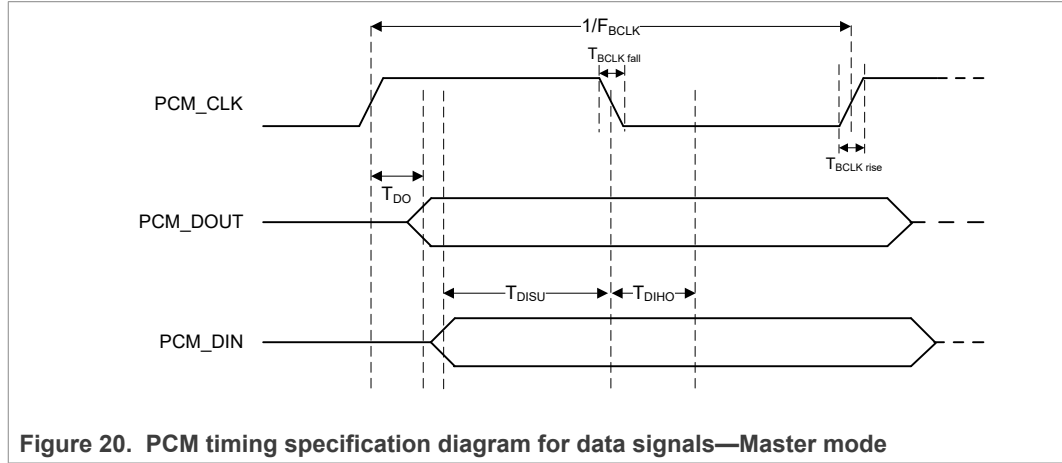 1/FBCLK
TBCLK fall
PCM_CLK
TBCLK rise
TDO
PCM_DOUT
TDISU
TDIHO
PCM_DIN
Figure 20. PCM timing specification diagram for data signals—Master mode